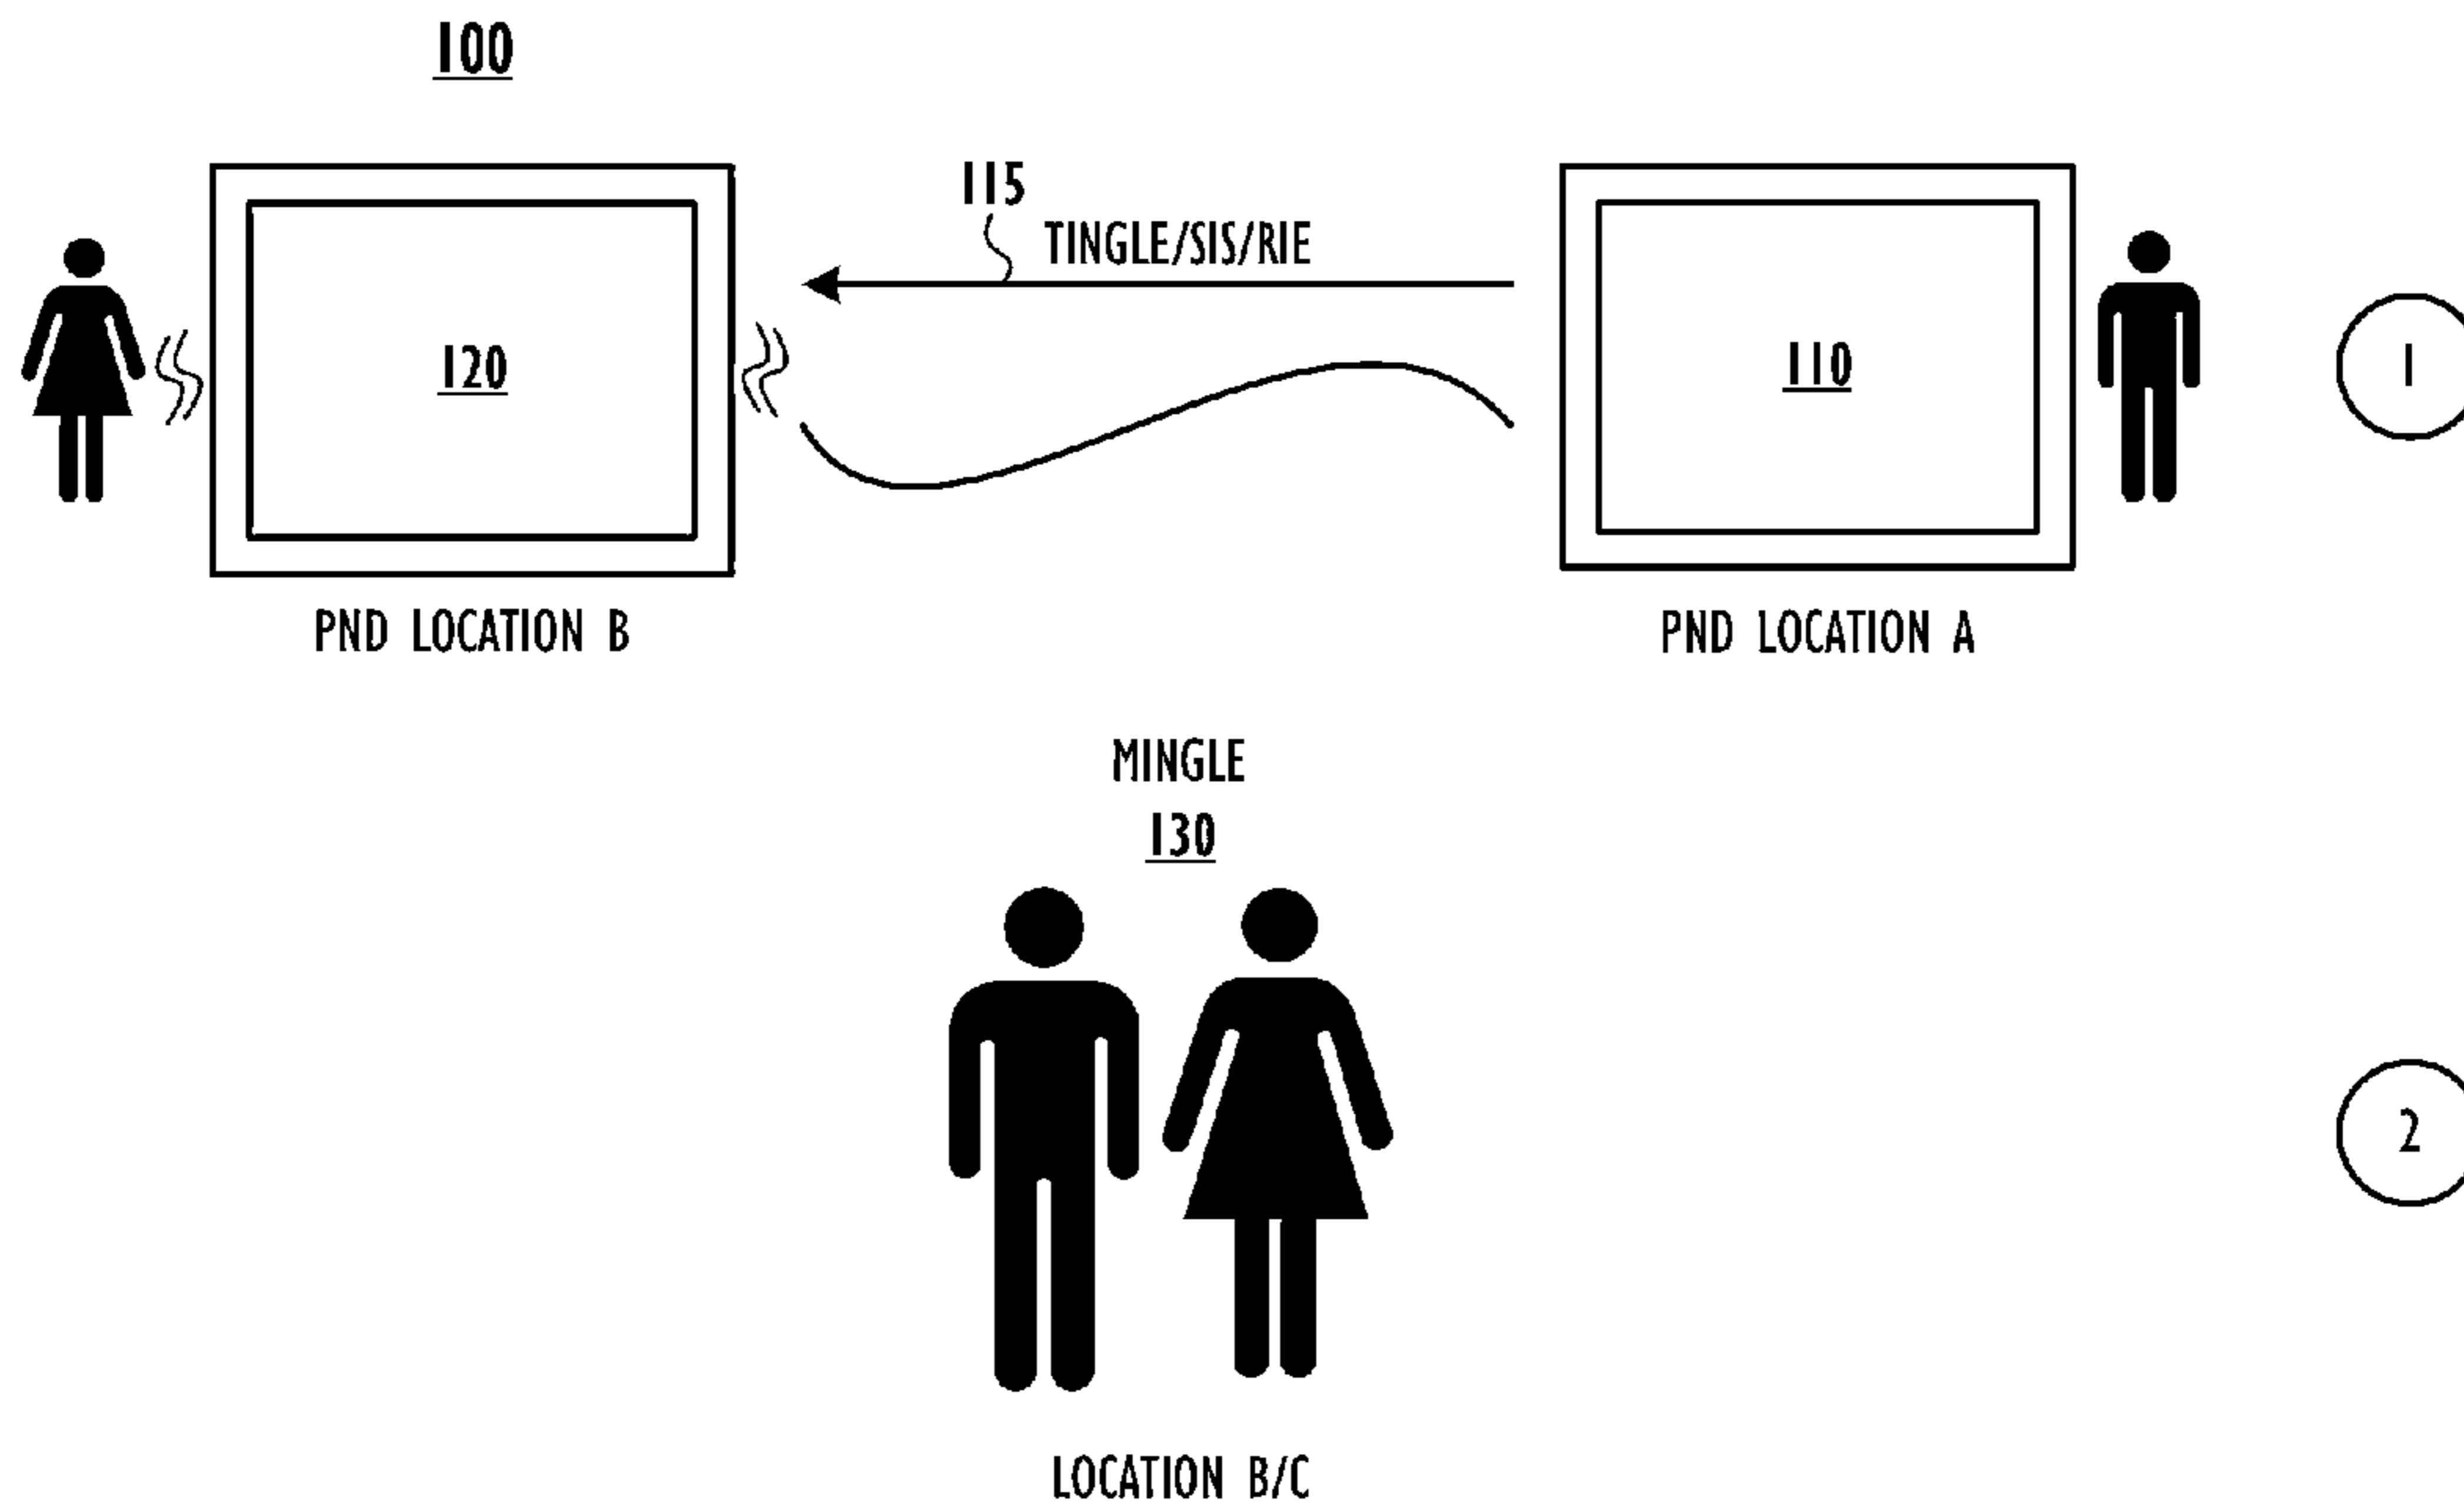 100
115
TINGLE/SIS/RIE
120
110
1
PND LOCATION B
PND LOCATION A
MINGLE
130
2
LOCATION B/C